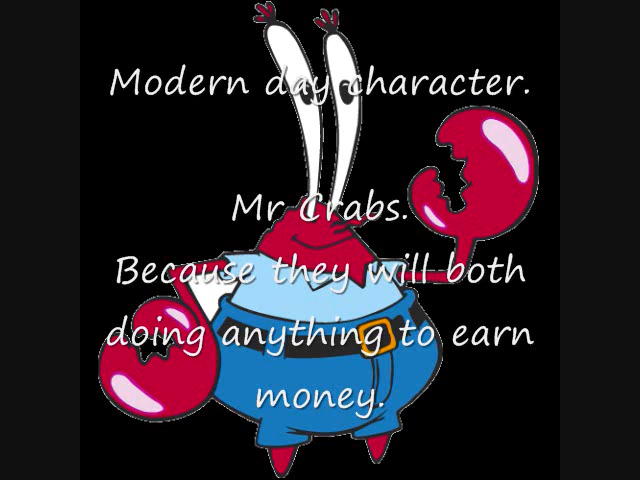 Modern day character.
Mr Crabs.
Because they will both
doing anything to earn
money.